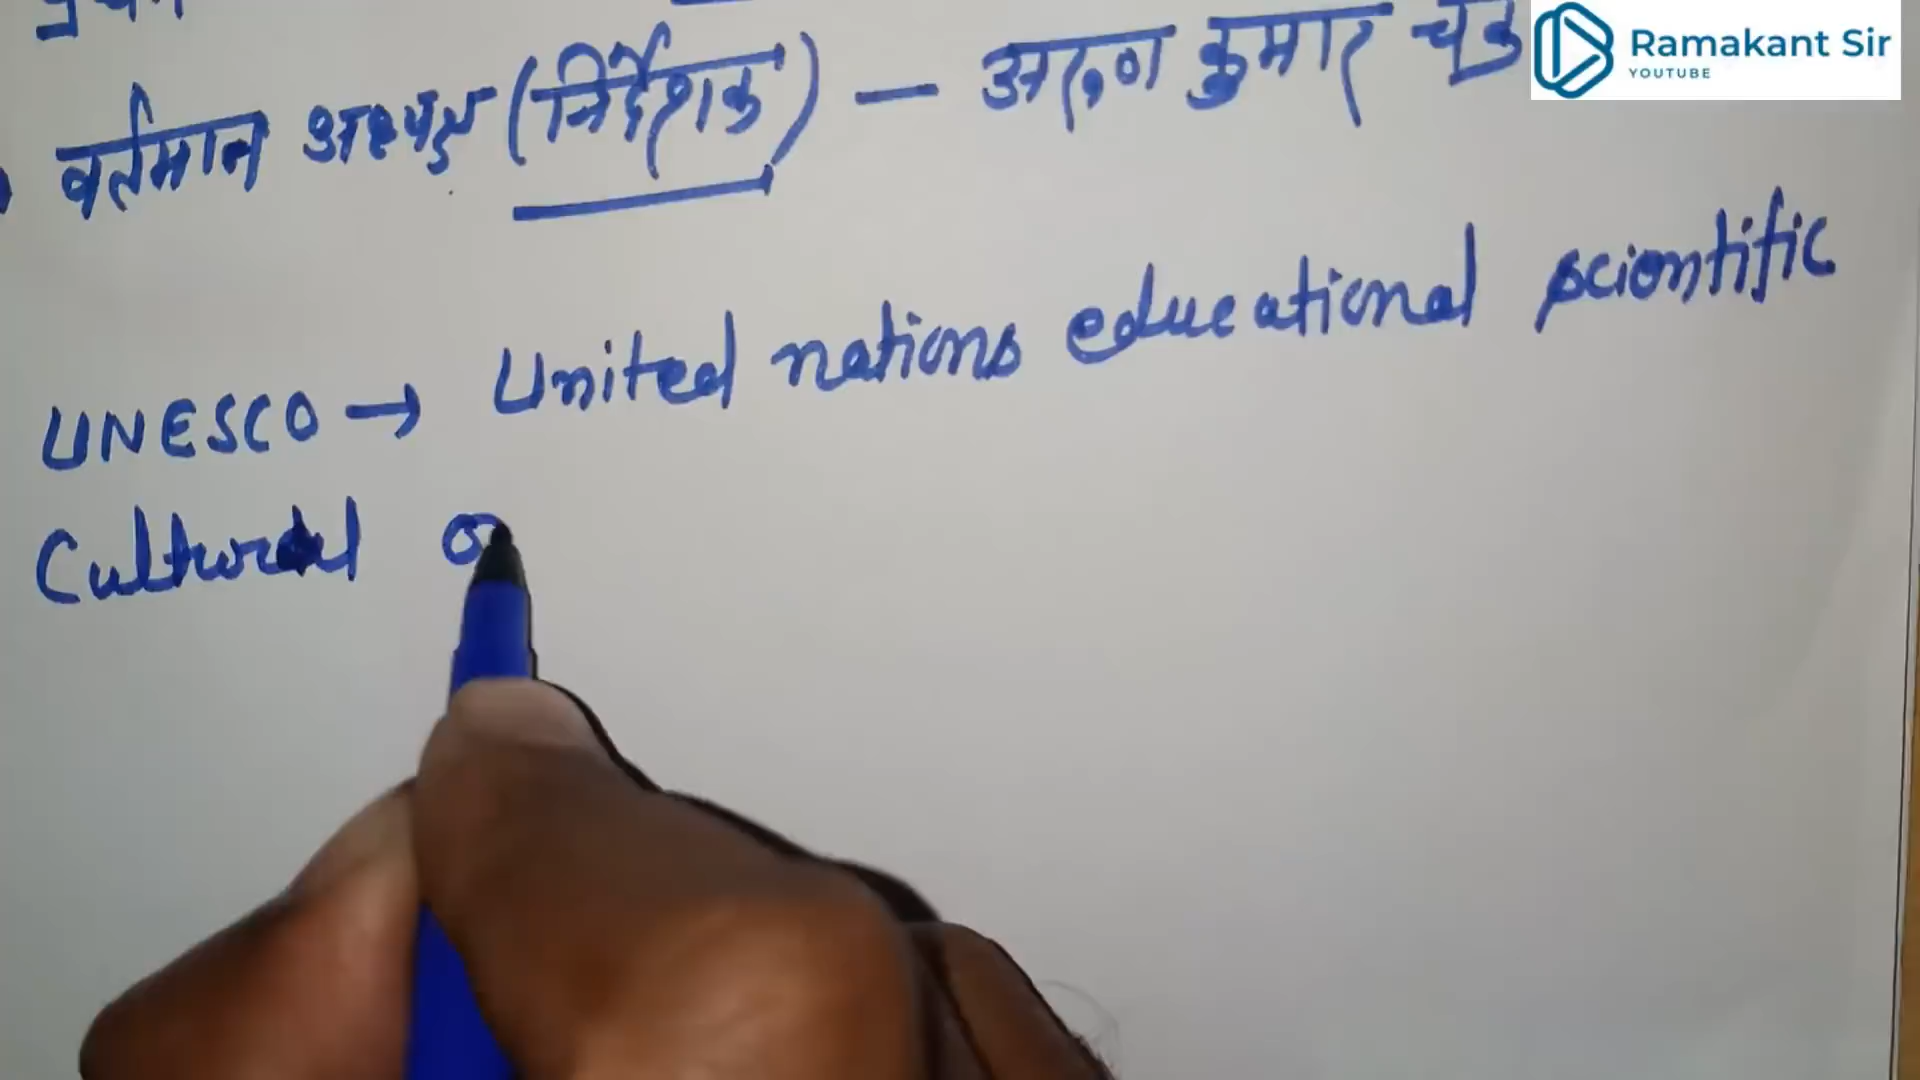 वर्तमान अध्यक्ष (निर्देशक) — अरुण कुमार
Ramakant Sir
YOUTUBE
UNESCO → United nations educational scientific
Cultural o